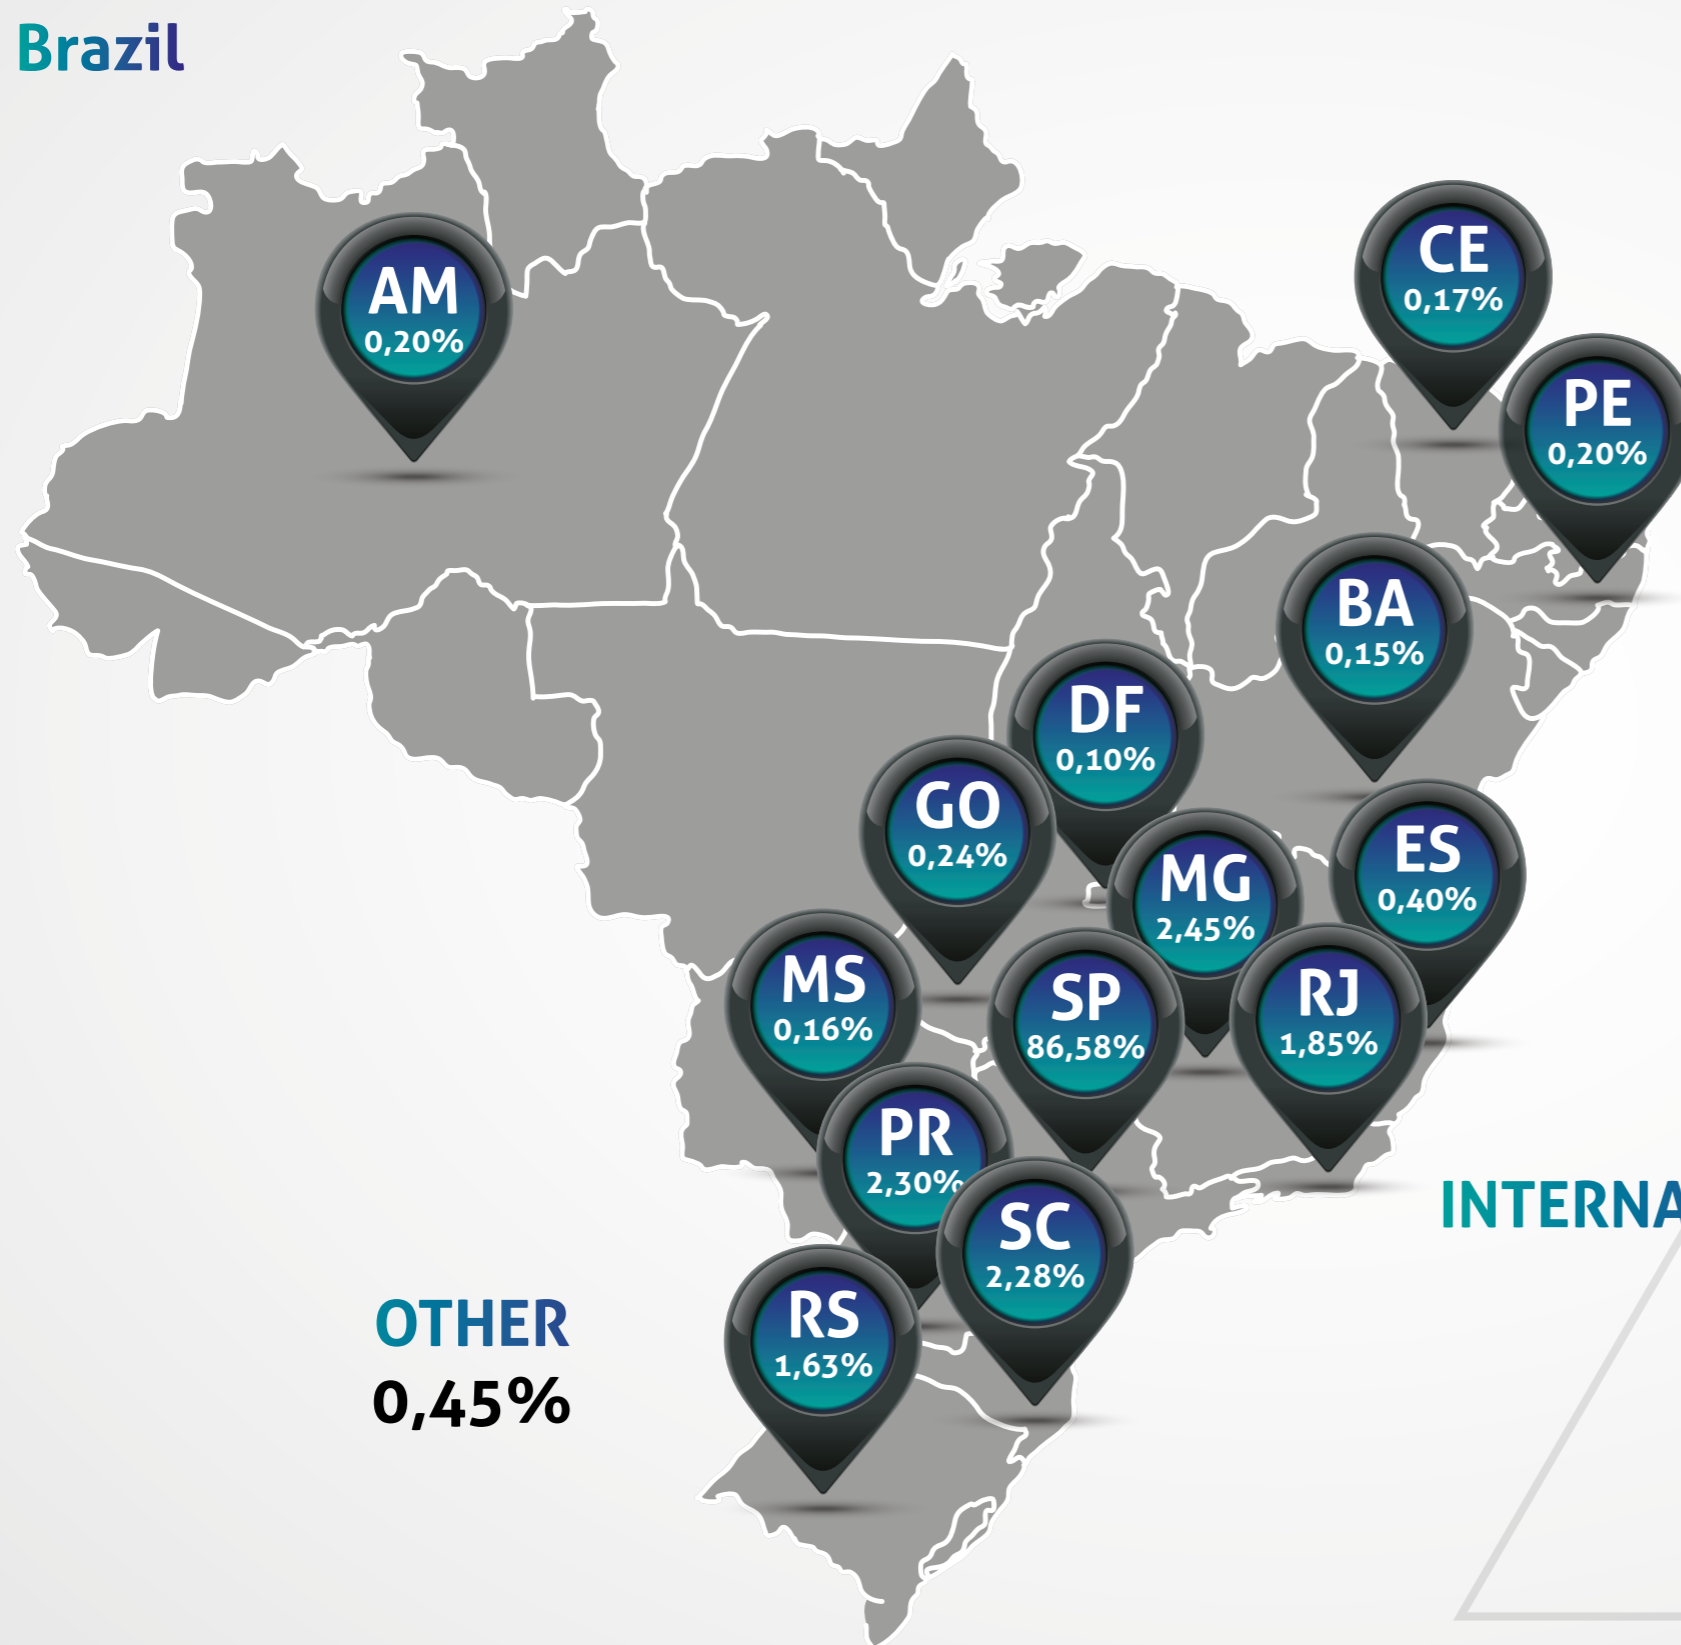 Brazil
AM
0,20%
CE
0,17%
PE
0,20%
BA
0,15%
DF
0,10%
GO
0,24%
MG
2,45%
ES
0,40%
MS
0,16%
SP
86,58%
RJ
1,85%
PR
2,30%
SC
2,28%
RS
1,63%
OTHER
0,45%
INTERNA